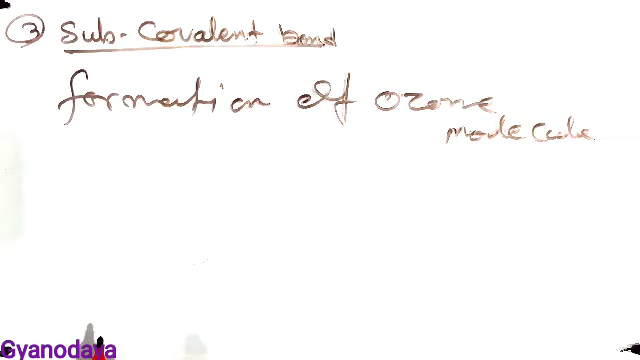 ③ Sub-Covalent bond
formation of ozone
molecule
Gyanodaya